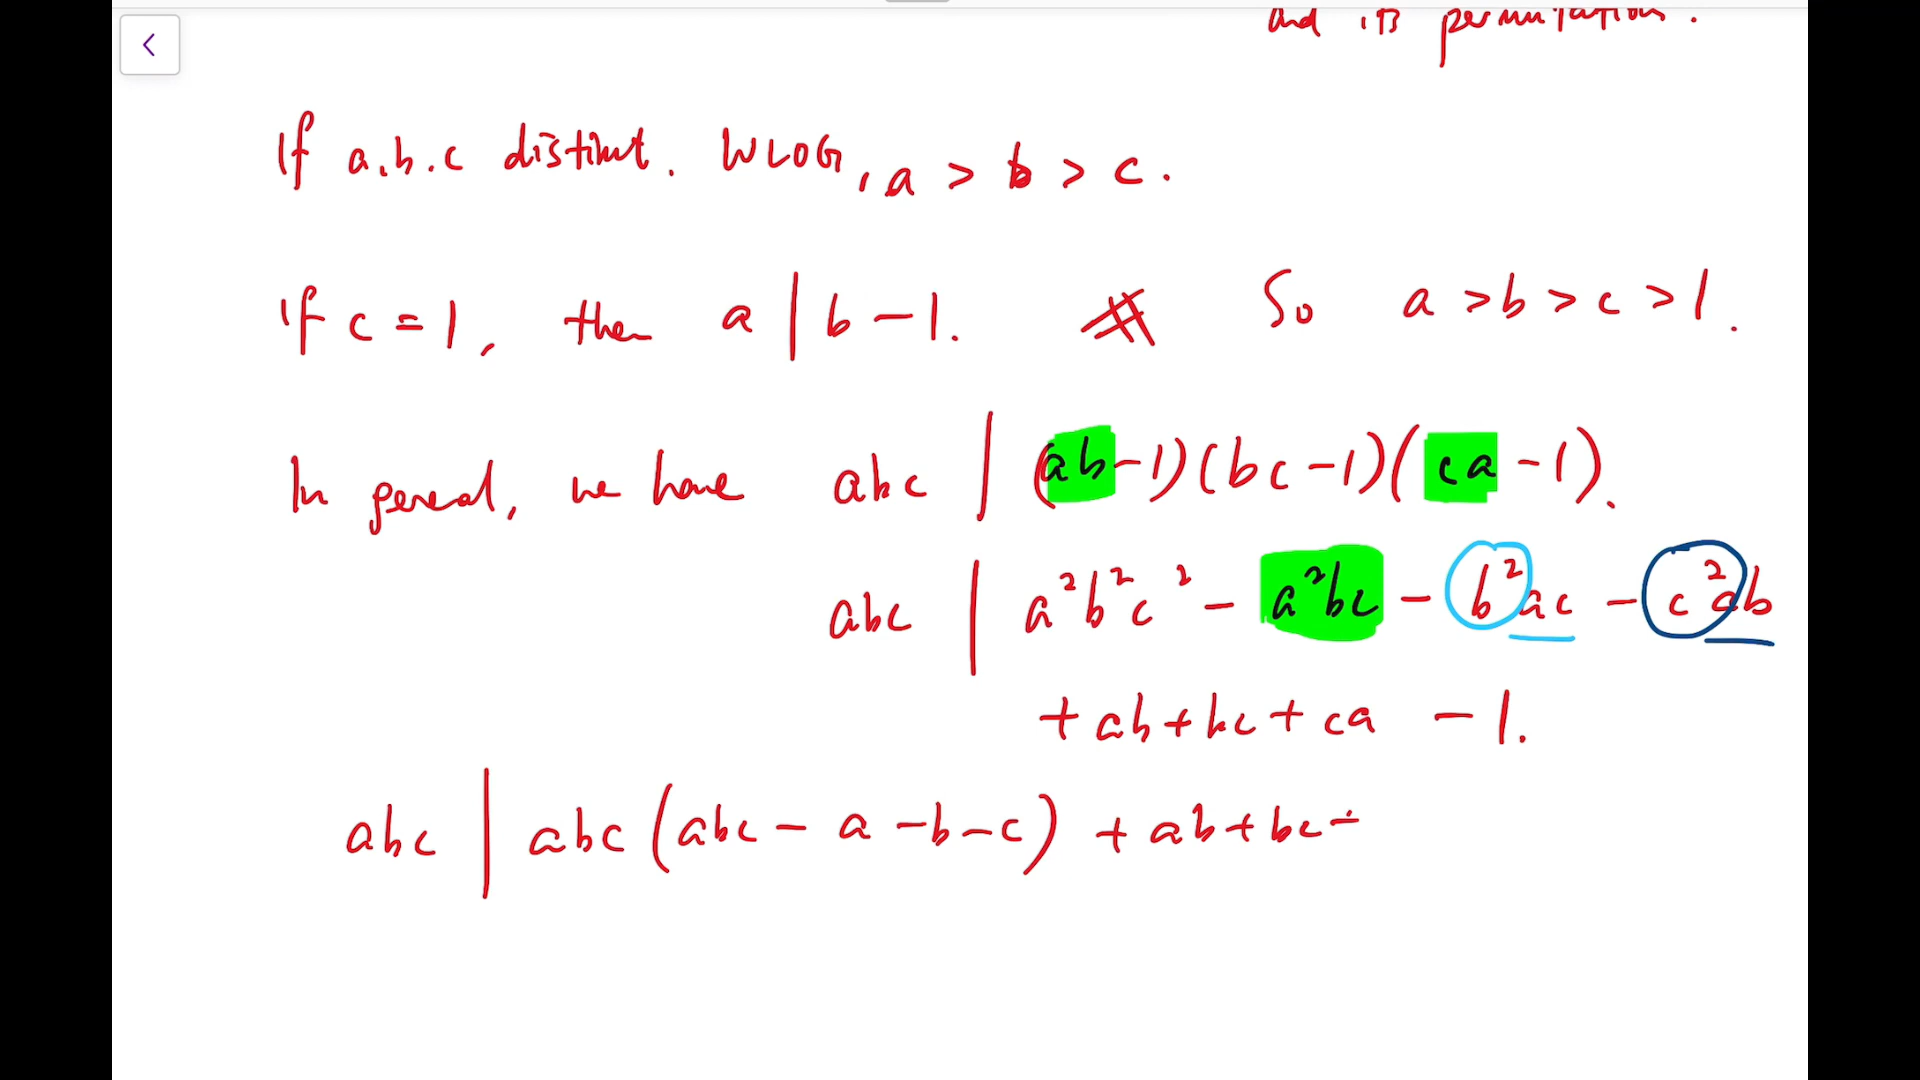 and its permutation.
If a,b,c distinct. WLOG, a > b > c.
If c = 1, then a | b - 1. # So a > b > c > 1.
In general, we have abc | (ab-1)(bc-1)(ca-1).
abc | a²b²c² - a²bc - b²ac - c²ab
+ ab + bc + ca - 1.
abc | abc (abc - a - b - c) + ab + bc +